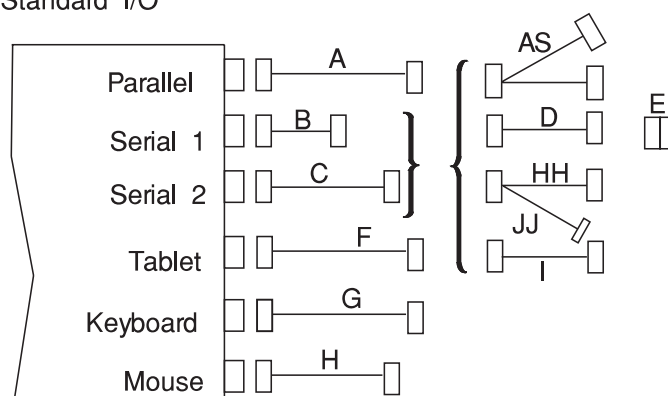 Standard I/O
Parallel
A
AS
Serial 1
B
D
E
Serial 2
C
HH
JJ
Tablet
F
I
Keyboard
G
Mouse
H